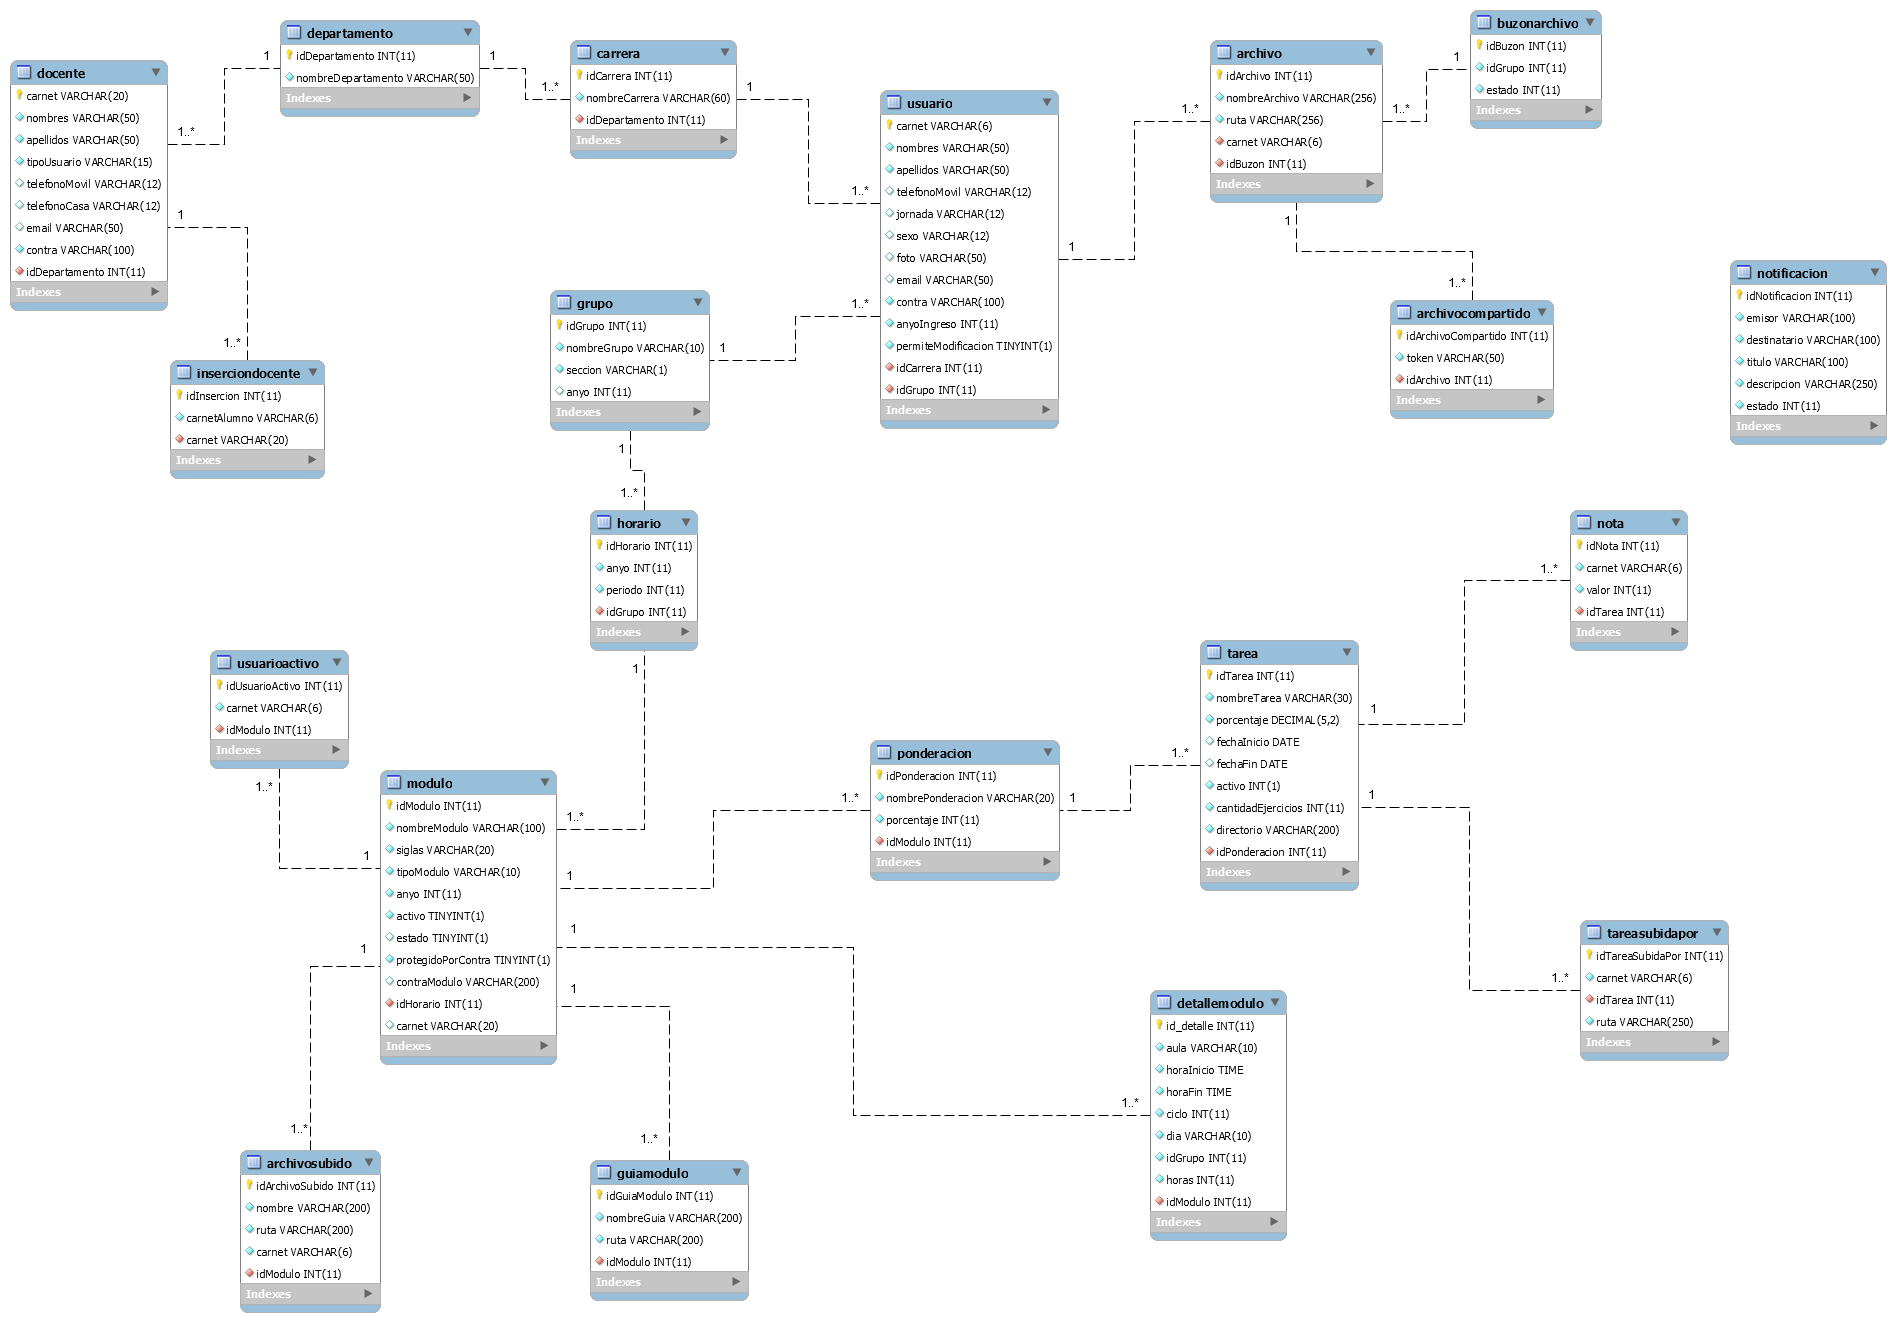 departamento
idDepartamento INT(11)
nombreDepartamento VARCHAR(50)
Indexes
1
1
1..*
1..*
docente
carnet VARCHAR(20)
nombres VARCHAR(50)
apellidos VARCHAR(50)
tipoUsuario VARCHAR(15)
telefonoMovil VARCHAR(12)
telefonoCasa VARCHAR(12)
email VARCHAR(50)
contra VARCHAR(100)
idDepartamento INT(11)
Indexes
1
1..*
inserciondocente
idInsercion INT(11)
carnetAlumno VARCHAR(6)
carnet VARCHAR(20)
Indexes
carrera
idCarrera INT(11)
nombreCarrera VARCHAR(60)
idDepartamento INT(11)
Indexes
1
1..*
usuario
carnet VARCHAR(6)
nombres VARCHAR(50)
apellidos VARCHAR(50)
telefonoMovil VARCHAR(12)
jornada VARCHAR(12)
sexo VARCHAR(12)
foto VARCHAR(50)
email VARCHAR(50)
contra VARCHAR(100)
anyoIngreso INT(11)
permiteModificacion TINYINT(1)
idCarrera INT(11)
idGrupo INT(11)
Indexes
1
1..*
archivo
idArchivo INT(11)
nombreArchivo VARCHAR(256)
ruta VARCHAR(256)
carnet VARCHAR(6)
idBuzon INT(11)
Indexes
1..*
1
buzonarchivo
idBuzon INT(11)
idGrupo INT(11)
estado INT(11)
Indexes
1
1..*
archivocompartido
idArchivoCompartido INT(11)
token VARCHAR(50)
idArchivo INT(11)
Indexes
notificacion
idNotificacion INT(11)
emisor VARCHAR(100)
destinatario VARCHAR(100)
titulo VARCHAR(100)
descripcion VARCHAR(250)
estado INT(11)
Indexes
grupo
idGrupo INT(11)
nombreGrupo VARCHAR(10)
seccion VARCHAR(1)
anyo INT(11)
Indexes
1
1..*
1
1..*
horario
idHorario INT(11)
anyo INT(11)
periodo INT(11)
idGrupo INT(11)
Indexes
1
1..*
usuarioactivo
idUsuarioActivo INT(11)
carnet VARCHAR(6)
idModulo INT(11)
Indexes
1..*
1
modulo
idModulo INT(11)
nombreModulo VARCHAR(100)
siglas VARCHAR(20)
tipoModulo VARCHAR(10)
anyo INT(11)
activo TINYINT(1)
estado TINYINT(1)
protegidoPorContra TINYINT(1)
contraModulo VARCHAR(200)
idHorario INT(11)
carnet VARCHAR(20)
Indexes
1
1..*
ponderacion
idPonderacion INT(11)
nombrePonderacion VARCHAR(20)
porcentaje INT(11)
idModulo INT(11)
Indexes
1
1..*
tarea
idTarea INT(11)
nombreTarea VARCHAR(30)
porcentaje DECIMAL(5,2)
fechaInicio DATE
fechaFin DATE
activo INT(1)
cantidadEjercicios INT(11)
directorio VARCHAR(200)
idPonderacion INT(11)
Indexes
1
1..*
nota
idNota INT(11)
carnet VARCHAR(6)
valor INT(11)
idTarea INT(11)
Indexes
1
1..*
tareasubidapor
idTareaSubidaPor INT(11)
carnet VARCHAR(6)
idTarea INT(11)
ruta VARCHAR(250)
Indexes
1
1..*
detallemodulo
id_detalle INT(11)
aula VARCHAR(10)
horaInicio TIME
horaFin TIME
ciclo INT(11)
dia VARCHAR(10)
idGrupo INT(11)
horas INT(11)
idModulo INT(11)
Indexes
1
1..*
archivosubido
idArchivoSubido INT(11)
nombre VARCHAR(200)
ruta VARCHAR(200)
carnet VARCHAR(6)
idModulo INT(11)
Indexes
1
1..*
guiamodulo
idGuiaModulo INT(11)
nombreGuia VARCHAR(200)
ruta VARCHAR(200)
idModulo INT(11)
Indexes